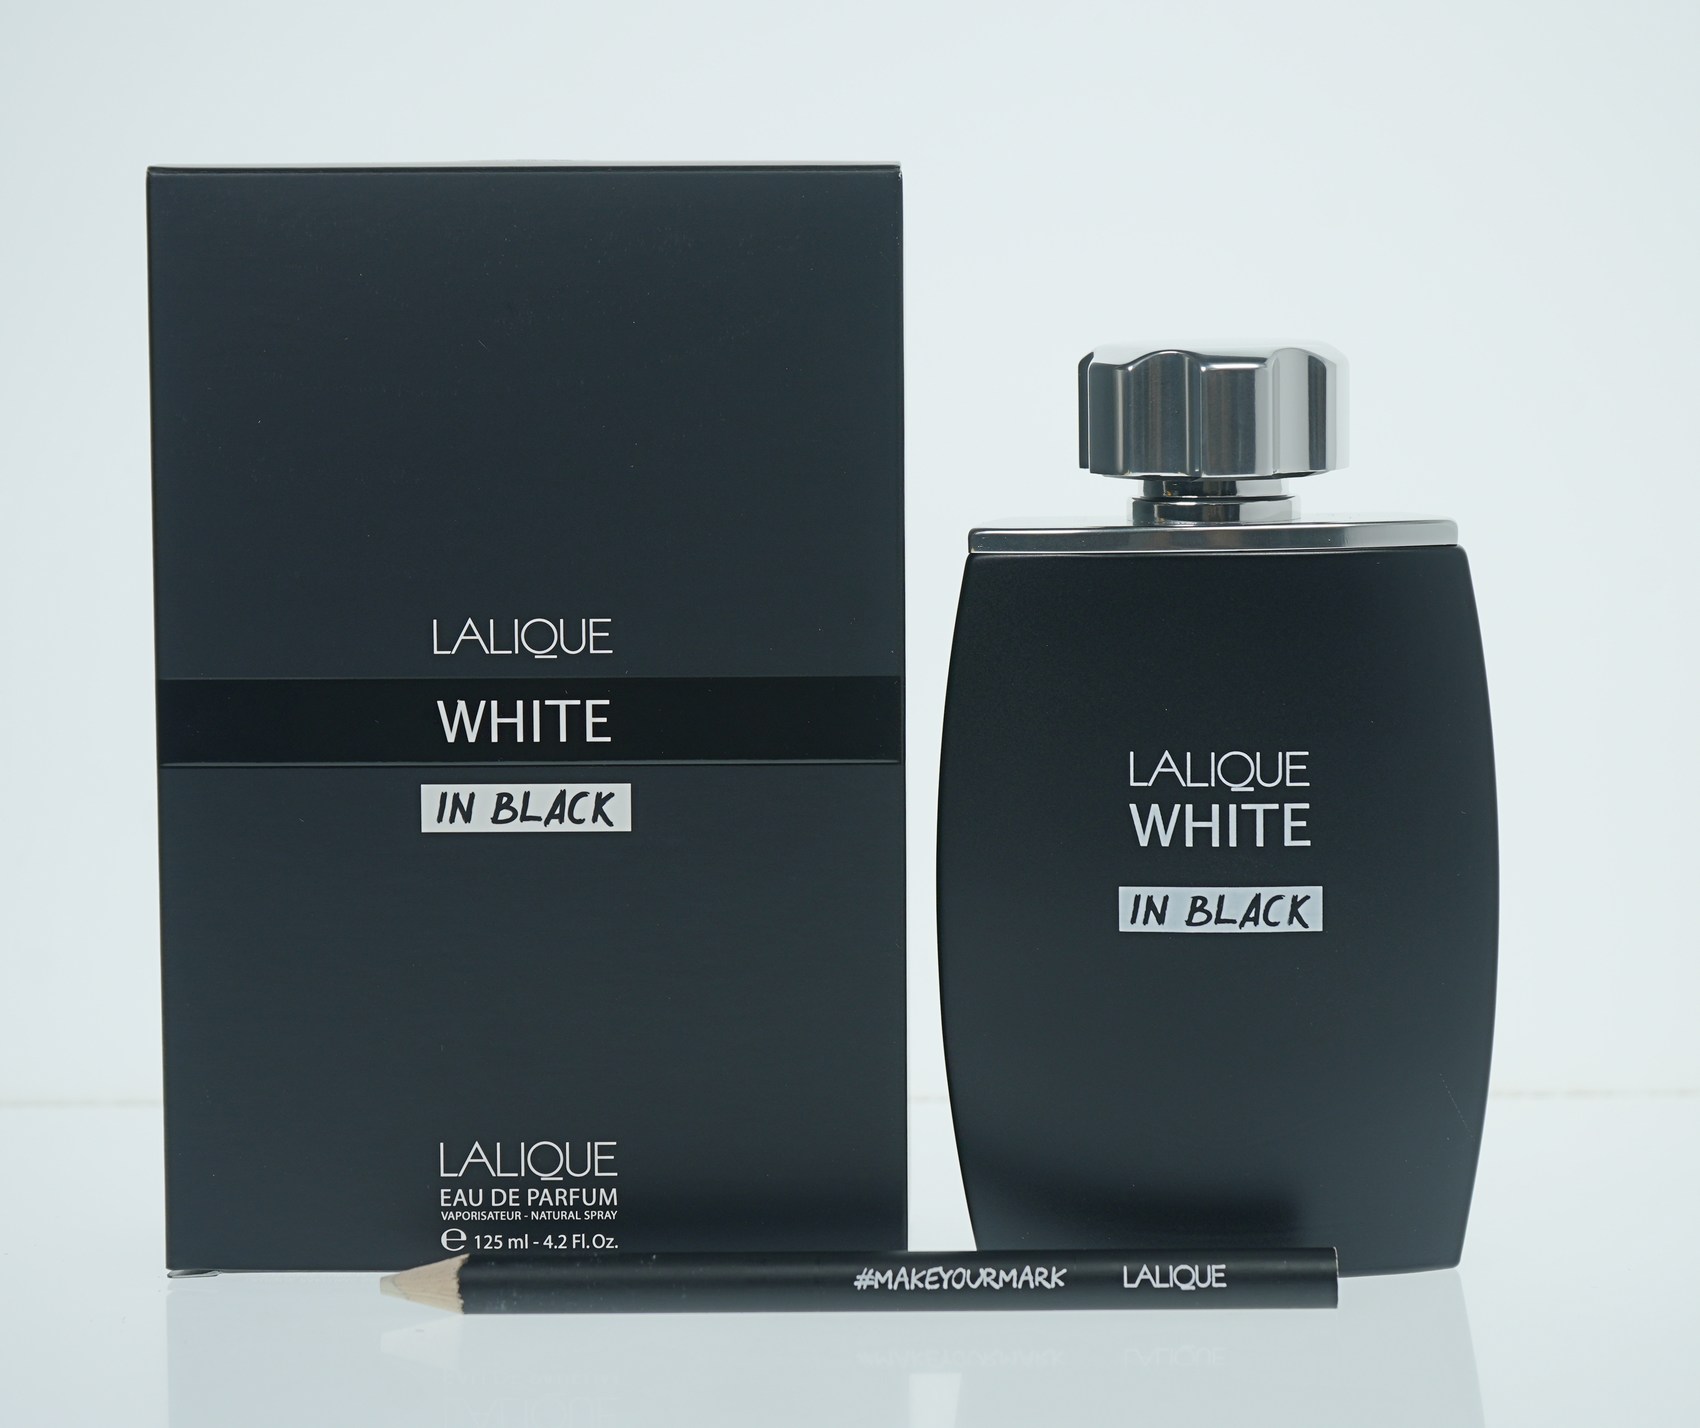 LALIQUE
WHITE
IN BLACK
LALIQUE
EAU DE PARFUM
VAPORISATEUR - NATURAL SPRAY
℮ 125 ml - 4.2 Fl. Oz.
LALIQUE
WHITE
IN BLACK
#MAKEYOURMARK LALIQUE